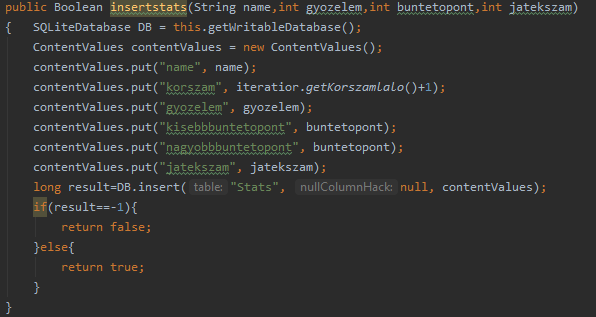 public Boolean insertstats(String name,int gyozelem,int buntetopont,int jatekszam)
{   SQLiteDatabase DB = this.getWritableDatabase();
    ContentValues contentValues = new ContentValues();
    contentValues.put("name", name);
    contentValues.put("korszam", iteratior.getKorszamlalo()+1);
    contentValues.put("gyozelem", gyozelem);
    contentValues.put("kisebbbuntetopont", buntetopont);
    contentValues.put("nagyobbbuntetopont", buntetopont);
    contentValues.put("jatekszam", jatekszam);
    long result=DB.insert( table: "Stats", nullColumnHack: null, contentValues);
    if(result==-1){
        return false;
    }else{
        return true;
    }
}